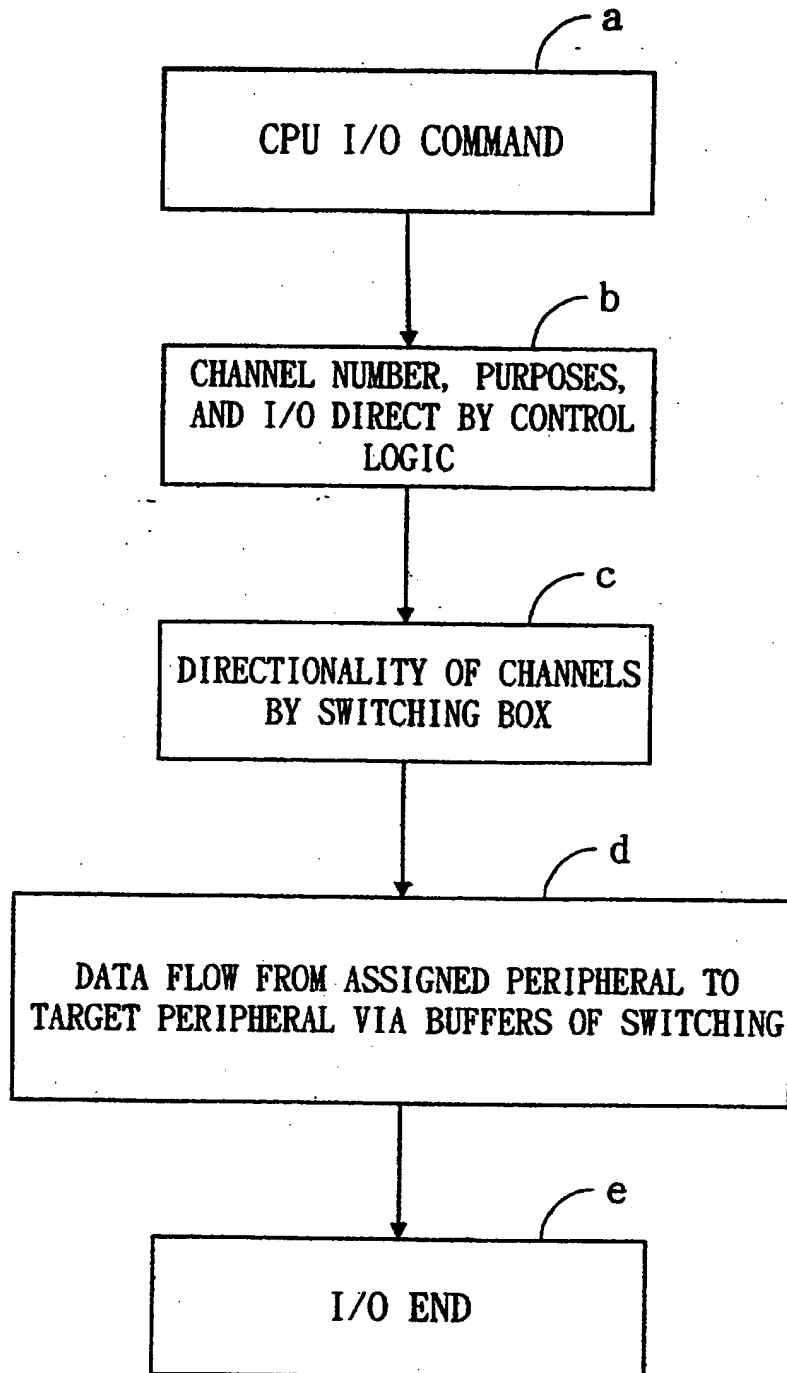 a
CPU I/O COMMAND
b
CHANNEL NUMBER, PURPOSES,
AND I/O DIRECT BY CONTROL
LOGIC
c
DIRECTIONALITY OF CHANNELS
BY SWITCHING BOX
d
DATA FLOW FROM ASSIGNED PERIPHERAL TO
TARGET PERIPHERAL VIA BUFFERS OF SWITCHING
e
I/O END